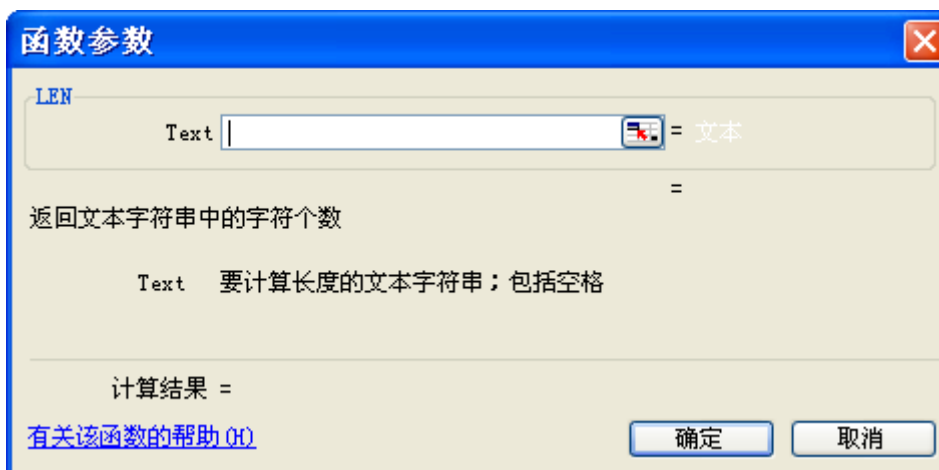 函数参数
LEN
Text = 文本
=
返回文本字符串中的字符个数
Text 要计算长度的文本字符串；包括空格
计算结果 =
有关该函数的帮助(H)
确定 取消